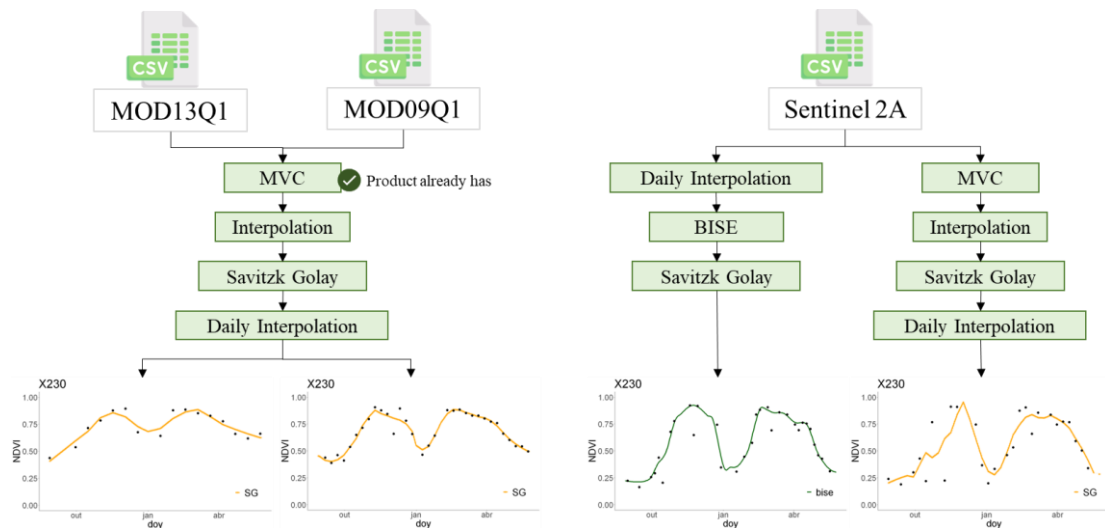 CSV
MOD13Q1
CSV
MOD09Q1
MVC
Product already has
Interpolation
Savitzk Golay
Daily Interpolation
CSV
Sentinel 2A
Daily Interpolation
BISE
Savitzk Golay
MVC
Interpolation
Savitzk Golay
Daily Interpolation
X230
1.00
0.75
0.50
0.25
0.00
NDVI
SG
out
jan
abr
doy
X230
1.00
0.75
0.50
0.25
0.00
NDVI
SG
out
jan
abr
doy
X230
1.00
0.75
0.50
0.25
0.00
NDVI
bise
out
jan
abr
doy
X230
1.00
0.75
0.50
0.25
0.00
NDVI
SG
out
jan
abr
doy